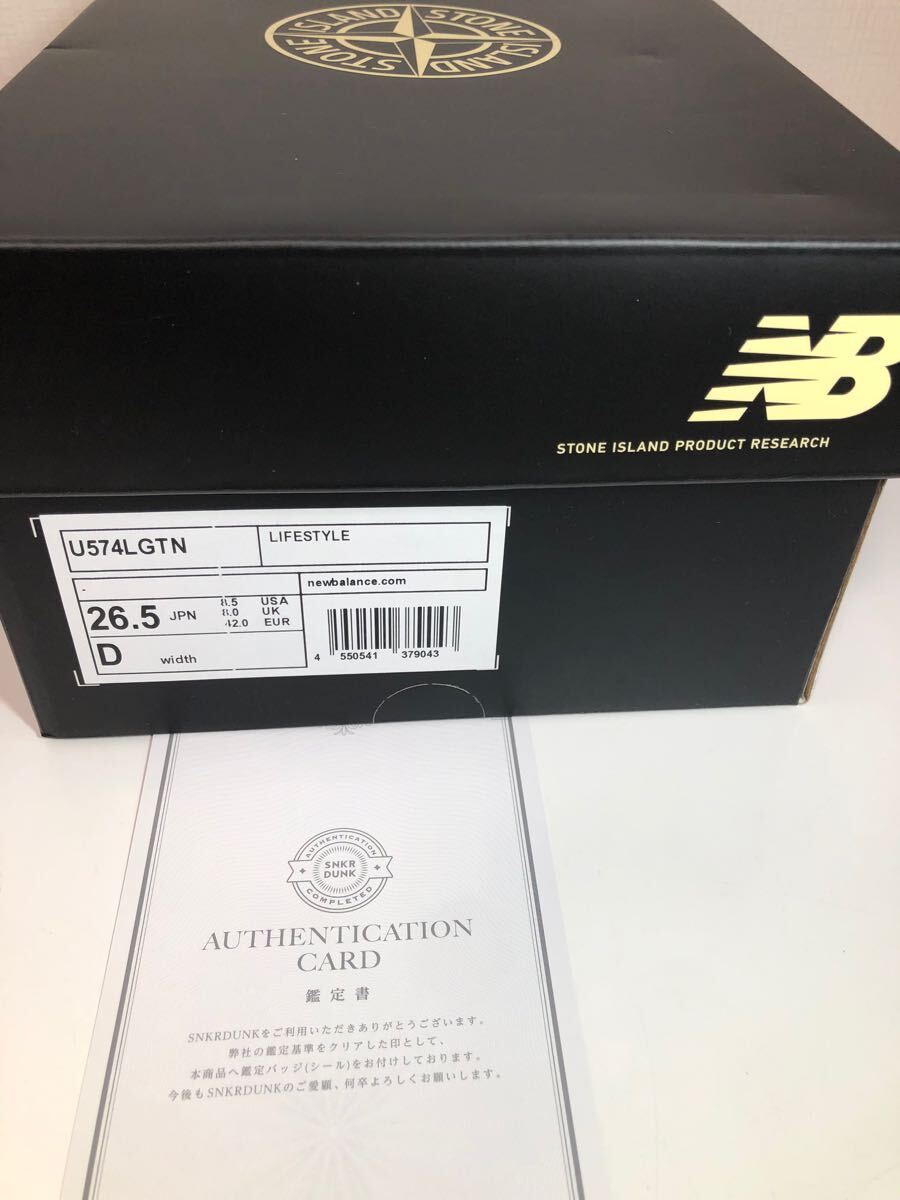 STONE ISLAND STONE ISLAND
NB
STONE ISLAND PRODUCT RESEARCH
U574LGTN
LIFESTYLE
-
newbalance.com
26.5 JPN
8.5 USA
8.0 UK
42.0 EUR
D width
4 550541 379043
AUTHENTICATION
SNKR
DUNK
COMPLETED
AUTHENTICATION
CARD
鑑定書
SNKRDUNKをご利用いただきありがとうございます。
弊社の鑑定基準をクリアした印として、
本商品へ鑑定バッジ(シール)をお付けしております。
今後もSNKRDUNKのご愛顧、何卒よろしくお願いします。